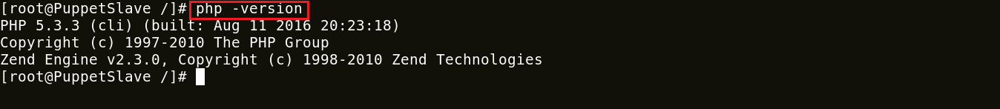 [root@PuppetSlave /]# php -version
PHP 5.3.3 (cli) (built: Aug 11 2016 20:23:18)
Copyright (c) 1997-2010 The PHP Group
Zend Engine v2.3.0, Copyright (c) 1998-2010 Zend Technologies
[root@PuppetSlave /]#